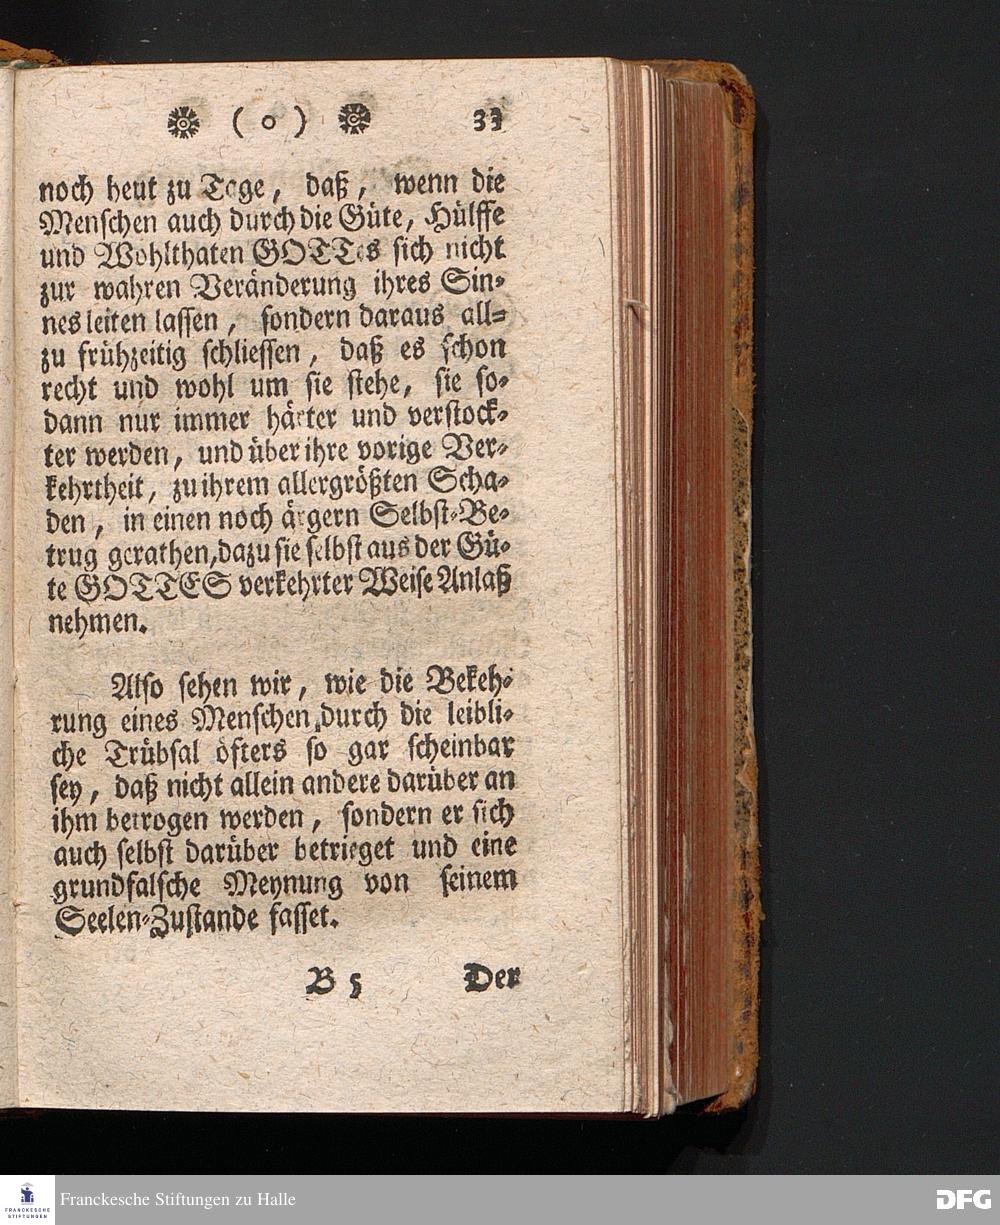 ( o ) 33
noch heut zu Tage, daß, wenn die
Menschen auch durch die Güte, Hülffe
und Wohlthaten GOTTes sich nicht
zur wahren Veränderung ihres Sin-
nes leiten lassen, sondern daraus all-
zu frühzeitig schliessen, daß es schon
recht und wohl um sie stehe, sie so-
dann nur immer härter und verstock-
ter werden, und über ihre vorige Ver-
kehrtheit, zu ihrem allergrößten Scha-
den, in einen noch ärgern Selbst-Be-
trug gerathen, dazu sie selbst aus der Gü-
te GOTTES verkehrter Weise Anlaß
nehmen.
Also sehen wir, wie die Bekeh-
rung eines Menschen durch die leibli-
che Trübsal öfters so gar scheinbar
sey, daß nicht allein andere darüber an
ihm betrogen werden, sondern er sich
auch selbst darüber betrieget und eine
grundfalsche Meynung von seinem
Seelen-Zustande fasset.
B 5 Der
FRANCKESCHE
STIFTUNGEN
Franckesche Stiftungen zu Halle
DFG